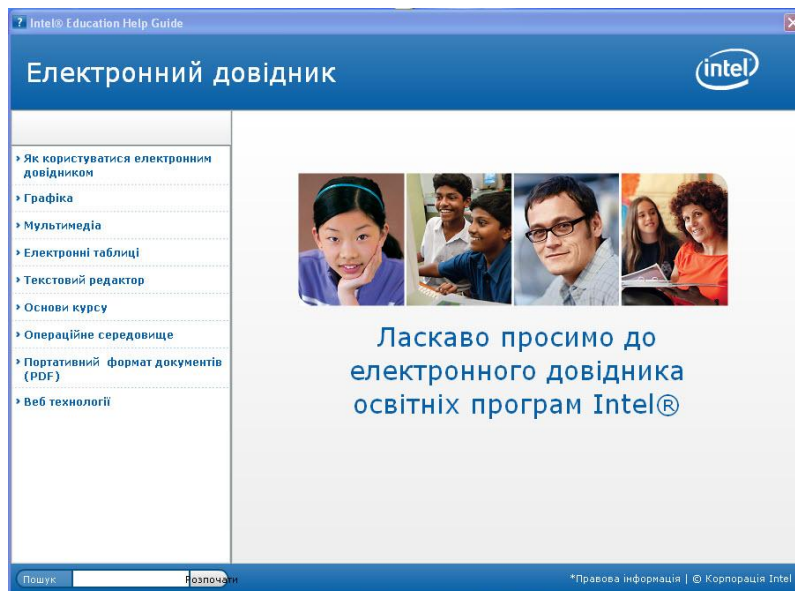 Intel® Education Help Guide
Електронний довідник
intel
Як користуватися електронним
довідником
Графіка
Мультимедіа
Електронні таблиці
Текстовий редактор
Основи курсу
Операційне середовище
Портативний формат документів
(PDF)
Веб технології
Ласкаво просимо до
електронного довідника
освітніх програм Intel®
Пошук Розпочати
*Правова інформація | © Корпорація Intel